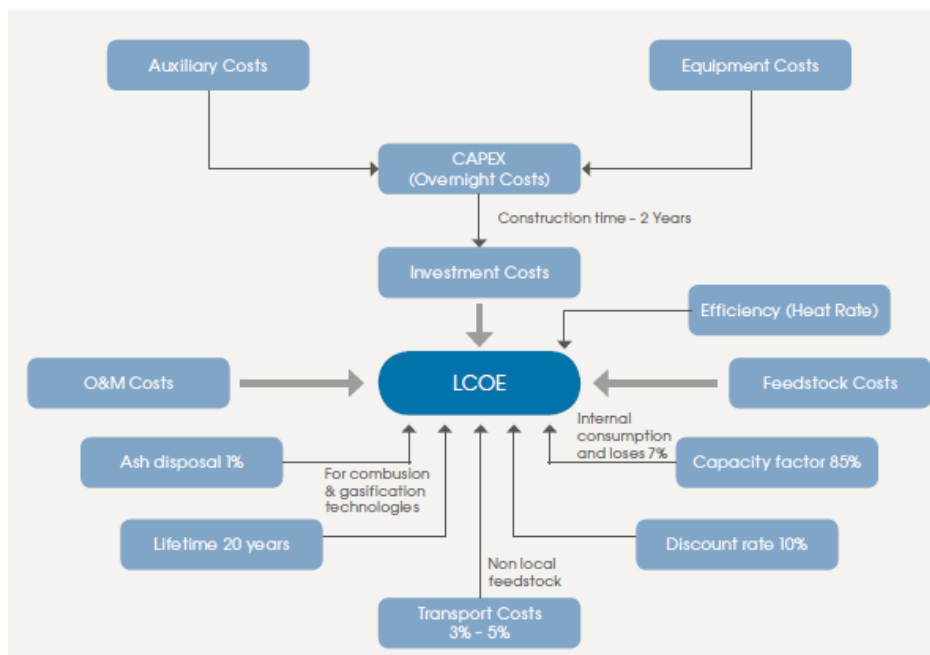 Auxiliary Costs
Equipment Costs
CAPEX
(Overnight Costs)
Construction time - 2 Years
Investment Costs
Efficiency (Heat Rate)
O&M Costs
LCOE
Feedstock Costs
Internal
consumption
and loses 7%
Ash disposal 1%
For combusion
& gasification
technologies
Capacity factor 85%
Lifetime 20 years
Discount rate 10%
Non local
feedstock
Transport Costs
3% - 5%